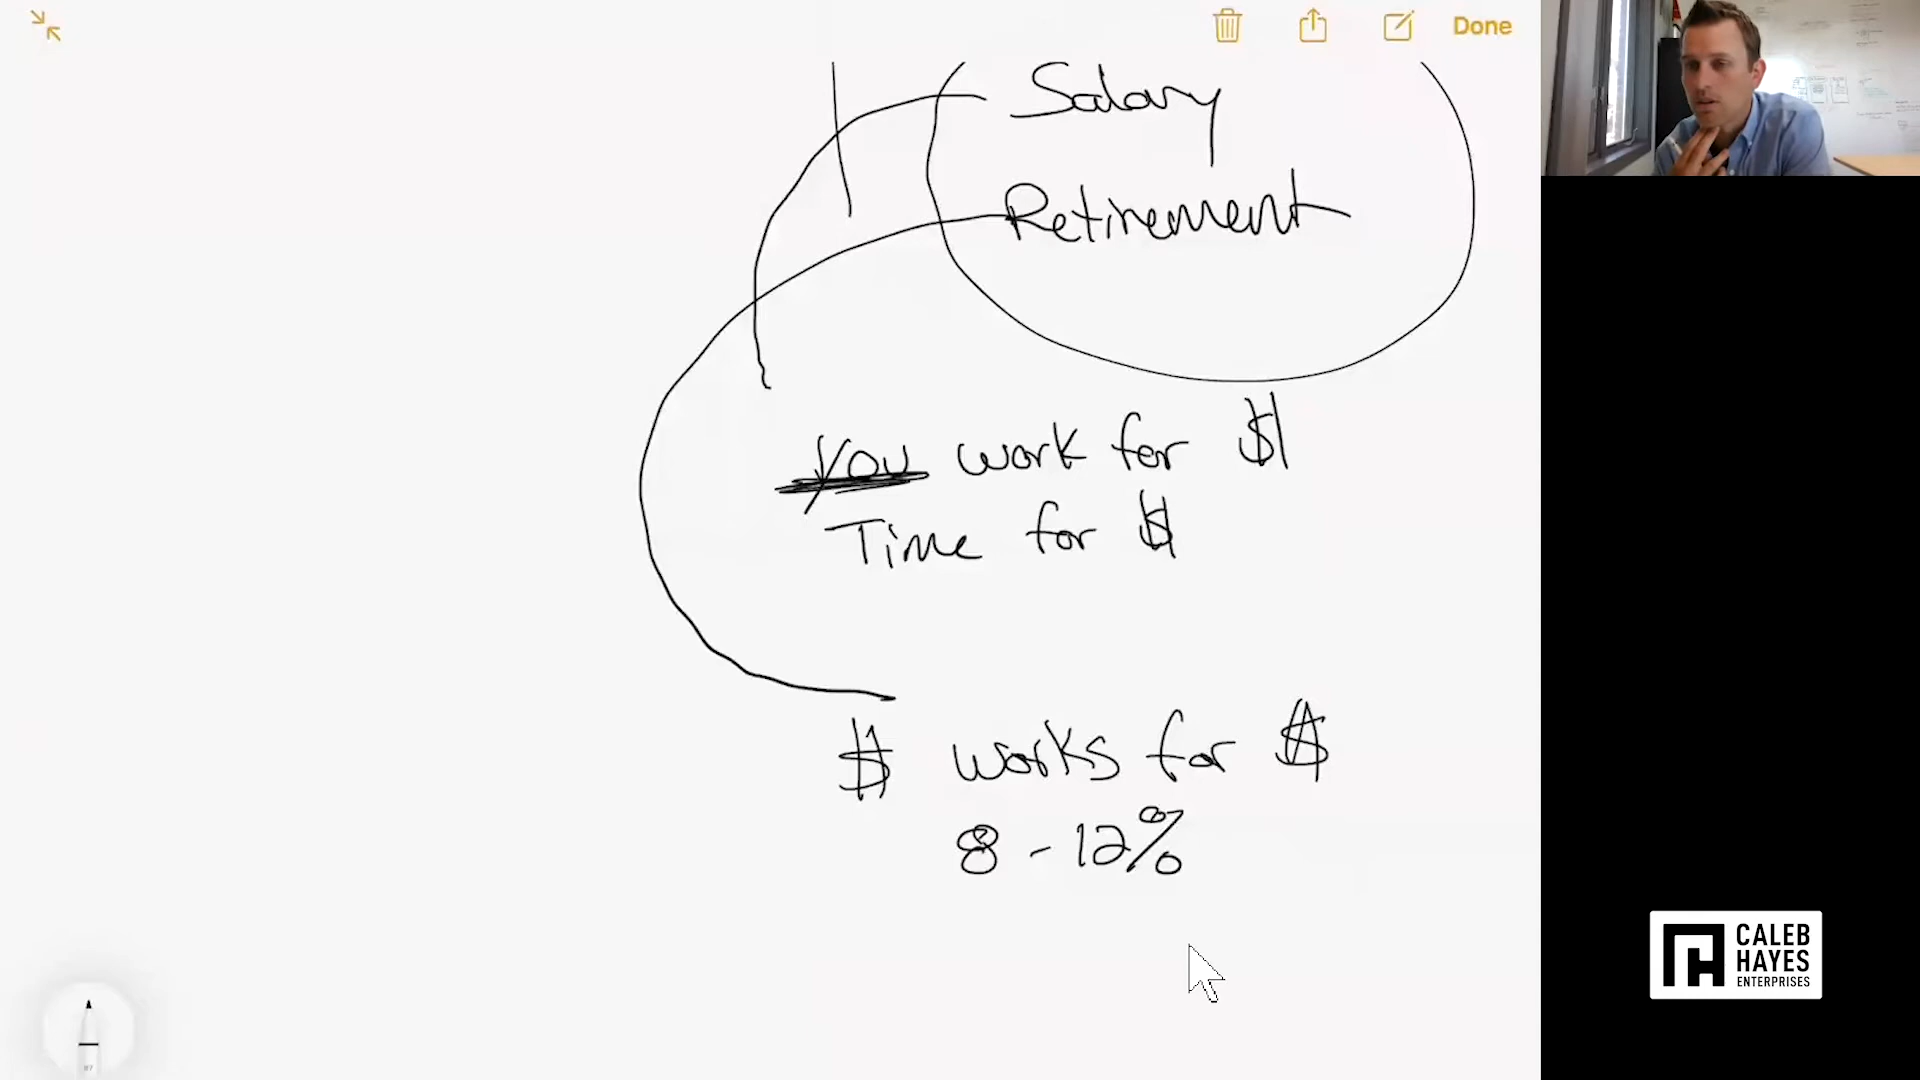 Done
Salary
Retirement
You work for $
Time for $
$ works for $
8 - 12%
CALEB
HAYES
ENTERPRISES